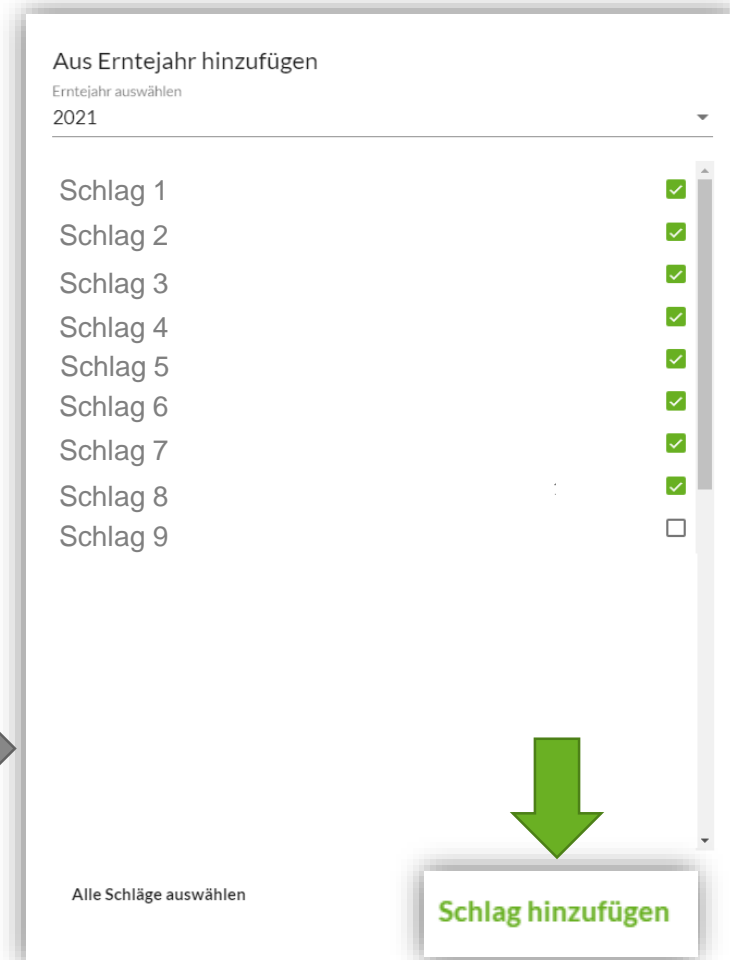 Aus Erntejahr hinzufügen
Erntejahr auswählen
2021
Schlag 1
Schlag 2
Schlag 3
Schlag 4
Schlag 5
Schlag 6
Schlag 7
Schlag 8
Schlag 9
Alle Schläge auswählen
Schlag hinzufügen